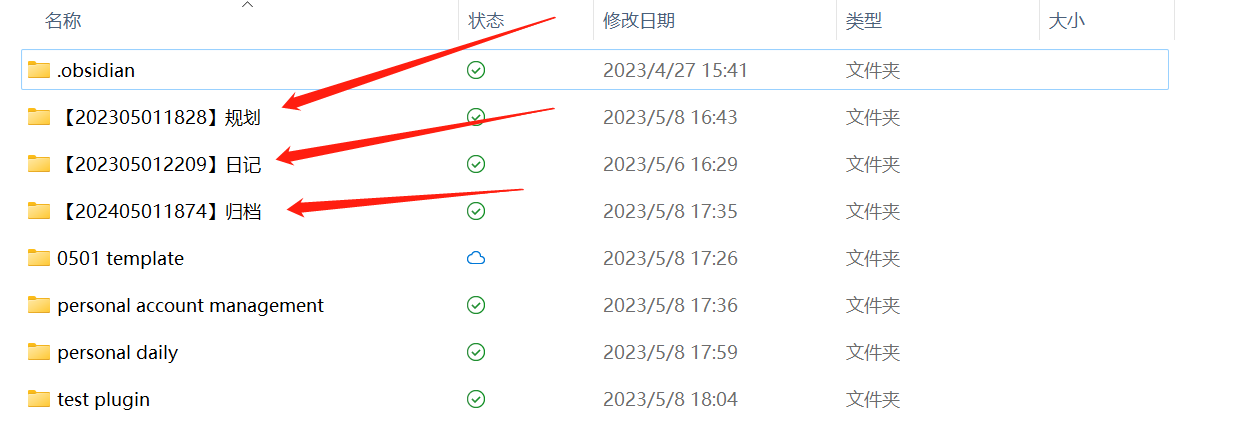 名称 状态 修改日期 类型 大小
.obsidian 2023/4/27 15:41 文件夹
【202305011828】规划 2023/5/8 16:43 文件夹
【202305012209】日记 2023/5/6 16:29 文件夹
【202405011874】归档 2023/5/8 17:35 文件夹
0501 template 2023/5/8 17:26 文件夹
personal account management 2023/5/8 17:36 文件夹
personal daily 2023/5/8 17:59 文件夹
test plugin 2023/5/8 18:04 文件夹